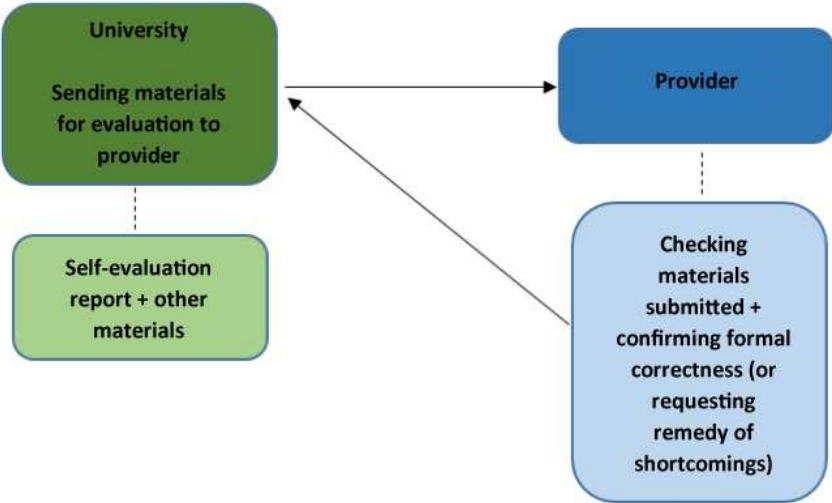 University
Sending materials
for evaluation to
provider
Provider
Self-evaluation
report + other
materials
Checking
materials
submitted +
confirming formal
correctness (or
requesting
remedy of
shortcomings)